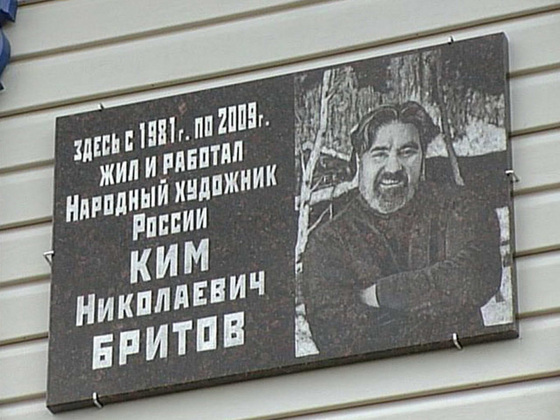 ЗДЕСЬ С 1981г. ПО 2009г.
ЖИЛ И РАБОТАЛ
НАРОДНЫЙ ХУДОЖНИК
РОССИИ
КИМ
НИКОЛАЕВИЧ
БРИТОВ